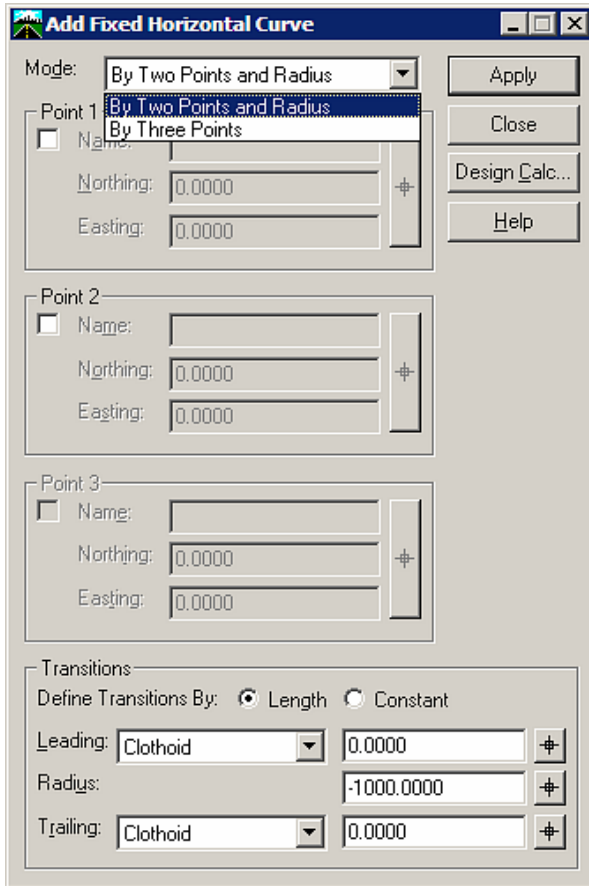 Add Fixed Horizontal Curve
Mode: By Two Points and Radius
Apply
By Two Points and Radius
By Three Points
Close
Design Calc...
Help
Point 1
Name:
Northing: 0.0000
Easting: 0.0000
Point 2
Name:
Northing: 0.0000
Easting: 0.0000
Point 3
Name:
Northing: 0.0000
Easting: 0.0000
Transitions
Define Transitions By: Length Constant
Leading: Clothoid 0.0000
Radius: -1000.0000
Trailing: Clothoid 0.0000